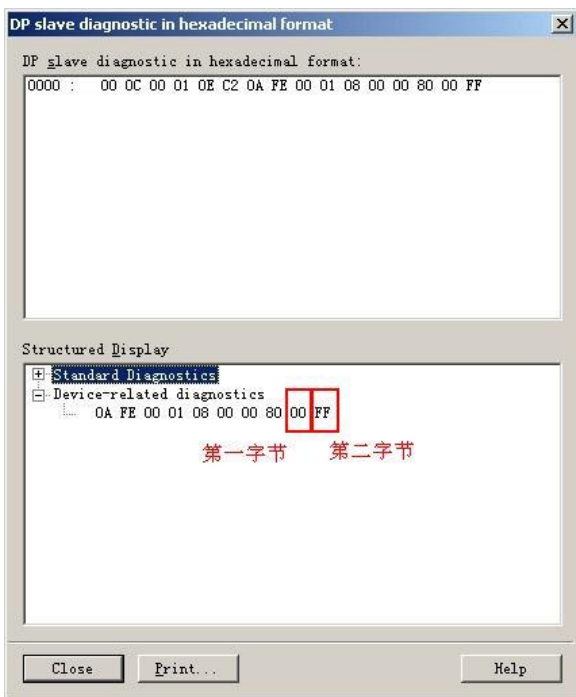 DP slave diagnostic in hexadecimal format
DP slave diagnostic in hexadecimal format:
0000 : 00 0C 00 01 0E C2 0A FE 00 01 08 00 00 80 00 FF
Structured Display
Standard Diagnostics
Device-related diagnostics
0A FE 00 01 08 00 00 80 00 FF
第一字节 第二字节
Close Print... Help